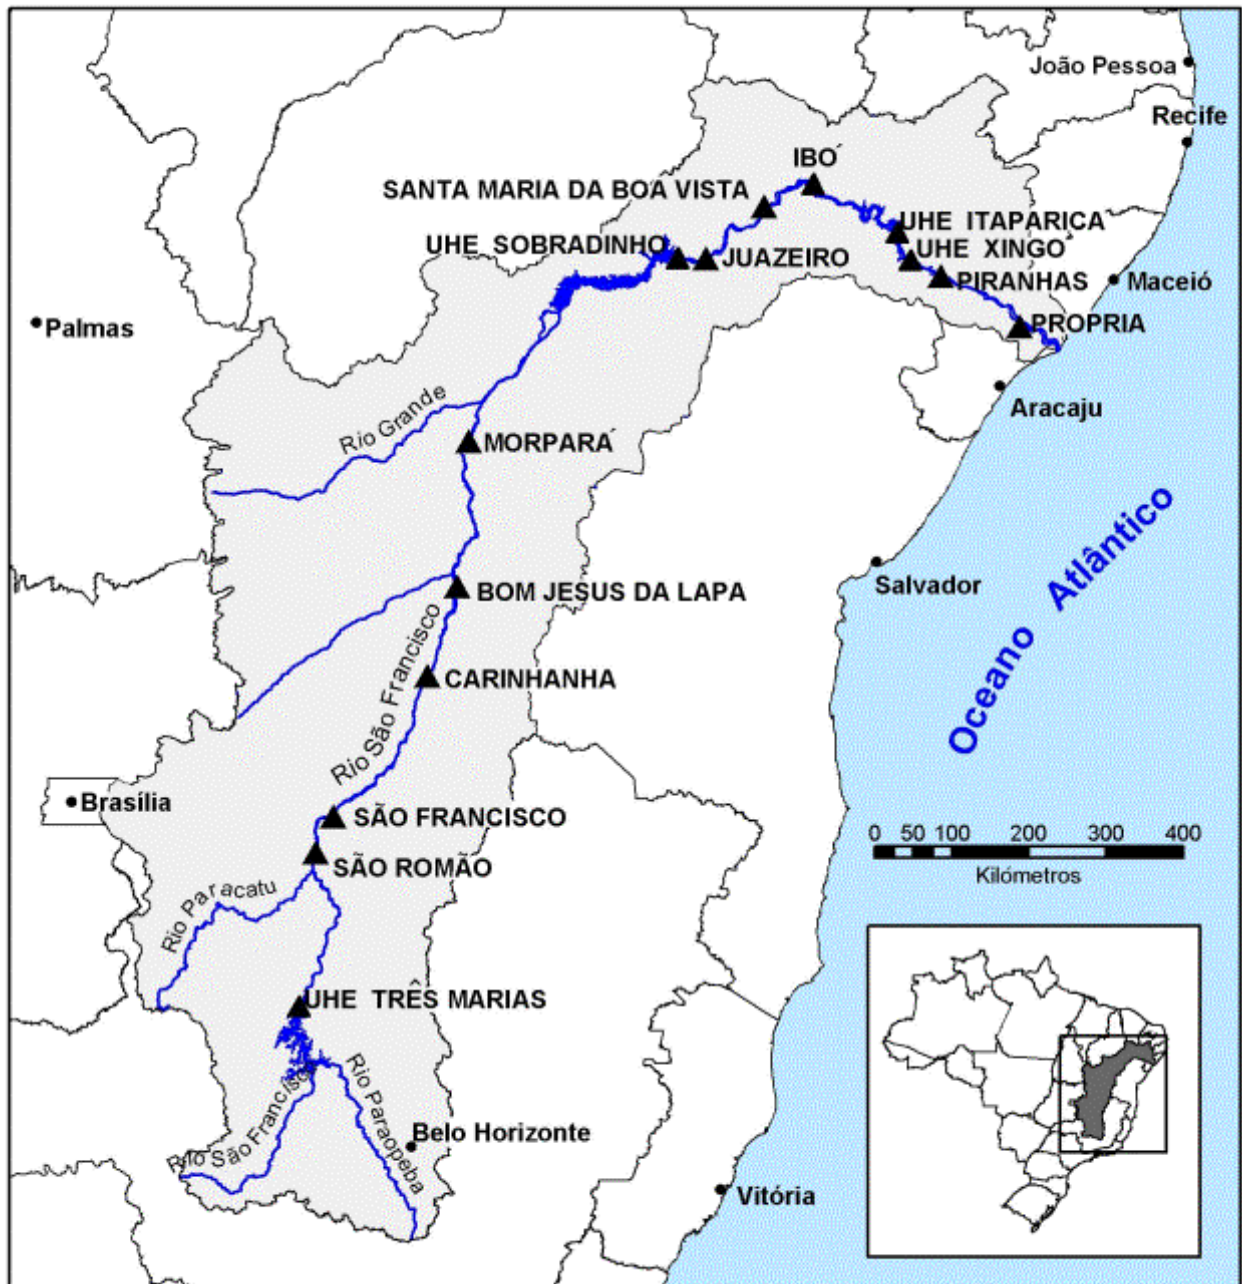 João Pessoa
Recife
IBÓ
SANTA MARIA DA BOA VISTA
UHE ITAPARICA
UHE SOBRADINHO
JUAZEIRO
UHE XINGÓ
PIRANHAS
Maceió
Palmas
PROPRIA
Aracaju
Rio Grande
MORPARÁ
Salvador
BOM JESUS DA LAPA
Oceano Atlântico
CARINHANHA
Rio São Francisco
Brasília
SÃO FRANCISCO
SÃO ROMÃO
0 50 100 200 300 400
Kilómetros
Rio Paracatu
UHE TRÊS MARIAS
Rio São Francisco
Rio Paraopeba
Belo Horizonte
Vitória